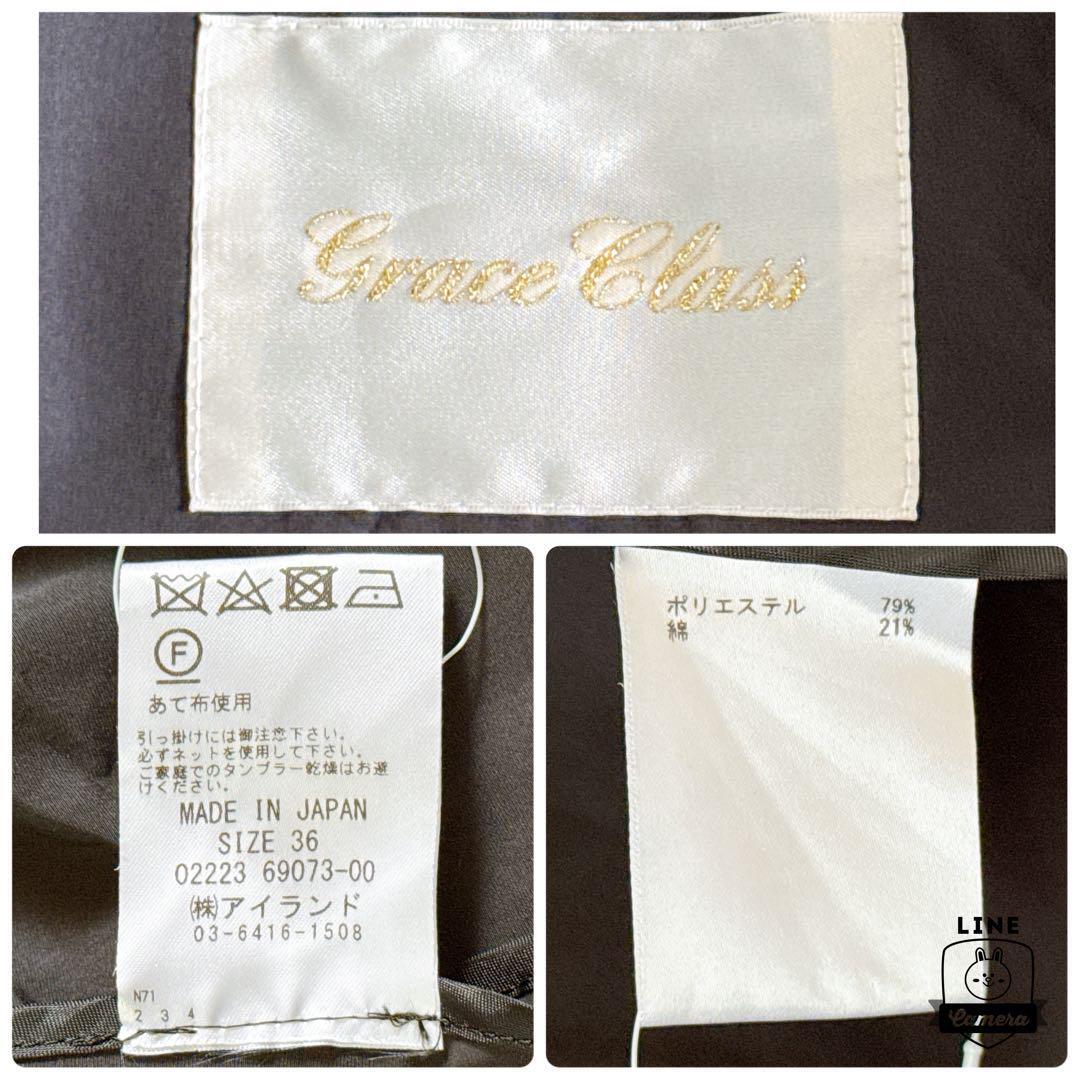 Grace Class
F
あて布使用
引っ掛けには御注意下さい。
必ずネットを使用して下さい。
ご家庭でのタンブラー乾燥はお避
けください。
MADE IN JAPAN
SIZE 36
02223 69073-00
㈱アイランド
03-6416-1508
N71
2 3 4
ポリエステル 79%
綿 21%
LINE
Camera